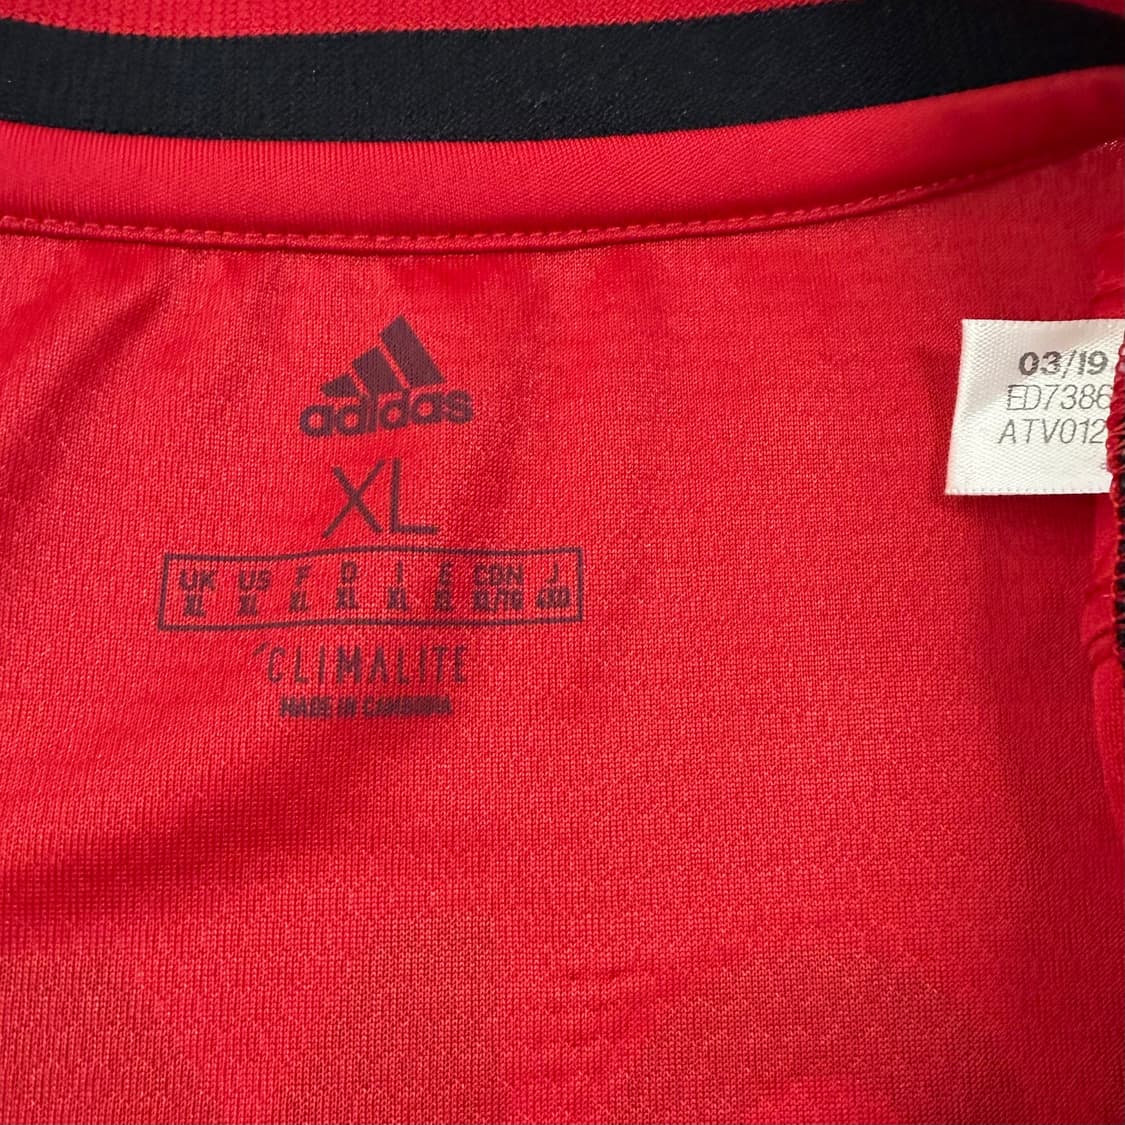 adidas
XL
UK US F D I E CDN J
XL XL XL XL XL XL XL/TG
CLIMALITE
MADE IN CAMBODIA
03/19
ED7386
ATV012